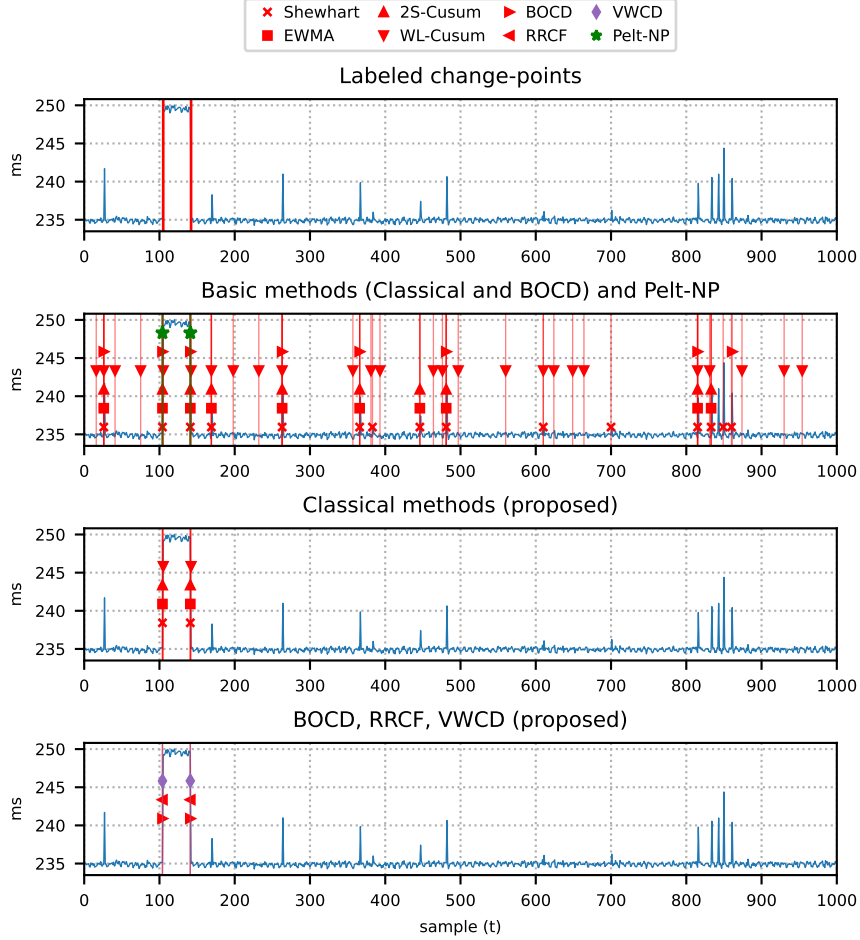 Shewhart 2S-Cusum BOCD VWCD
EWMA WL-Cusum RRCF Pelt-NP
Labeled change-points
250
245
240
235
ms
0 100 200 300 400 500 600 700 800 900 1000
Basic methods (Classical and BOCD) and Pelt-NP
250
245
240
235
ms
0 100 200 300 400 500 600 700 800 900 1000
Classical methods (proposed)
250
245
240
235
ms
0 100 200 300 400 500 600 700 800 900 1000
BOCD, RRCF, VWCD (proposed)
250
245
240
235
ms
0 100 200 300 400 500 600 700 800 900 1000
sample (t)